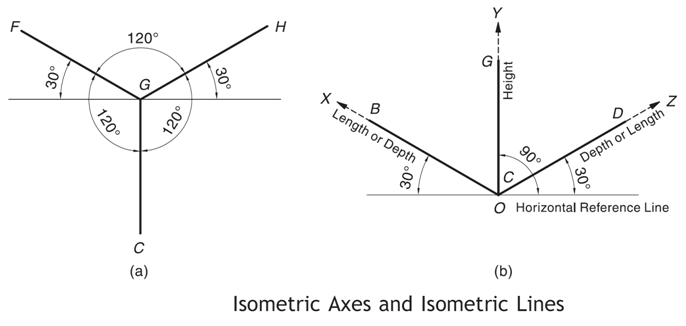 F
H
120°
30°
G
30°
120°
120°
C
(a)
Y
G
Height
X
B
Length or Depth
D
Z
Depth or Length
90°
30°
C
30°
O Horizontal Reference Line
(b)
Isometric Axes and Isometric Lines